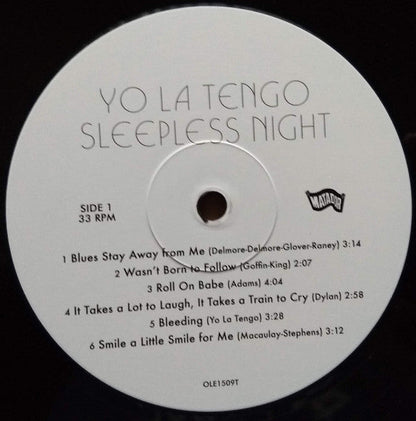 YO LA TENGO
SLEEPLESS NIGHT
SIDE 1
33 RPM
MATADOR
1 Blues Stay Away from Me (Delmore-Delmore-Glover-Raney) 3:14
2 Wasn't Born to Follow (Goffin-King) 2:07
3 Roll On Babe (Adams) 4:04
4 It Takes a Lot to Laugh, It Takes a Train to Cry (Dylan) 2:58
5 Bleeding (Yo La Tengo) 3:28
6 Smile a Little Smile for Me (Macaulay-Stephens) 3:12
OLE1509T